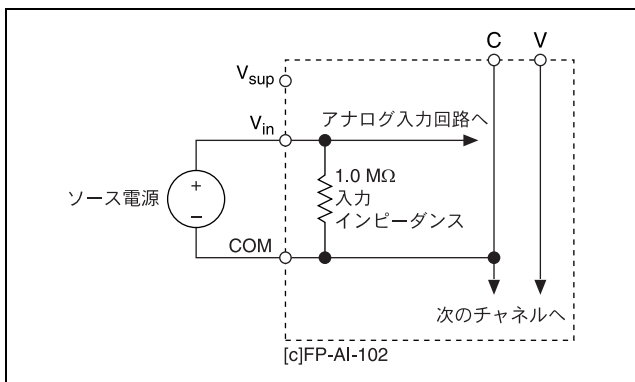 C V
Vsup
Vin
アナログ入力回路へ
1.0 MΩ
入力
インピーダンス
+
ソース電源
−
COM
次のチャネルへ
[c]FP-AI-102